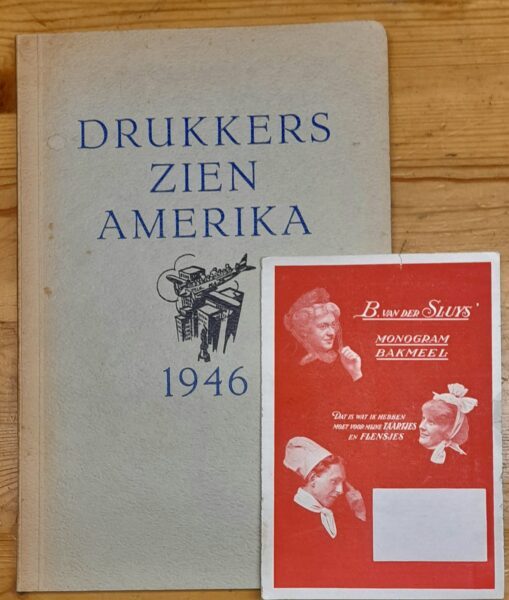 DRUKKERS
ZIEN
AMERIKA
1946
B. VAN DER SLUYS'
MONOGRAM
BAKMEEL
DAT IS WAT IK HEBBEN
MOET VOOR MIJNE TAARTJES
EN FLENSJES